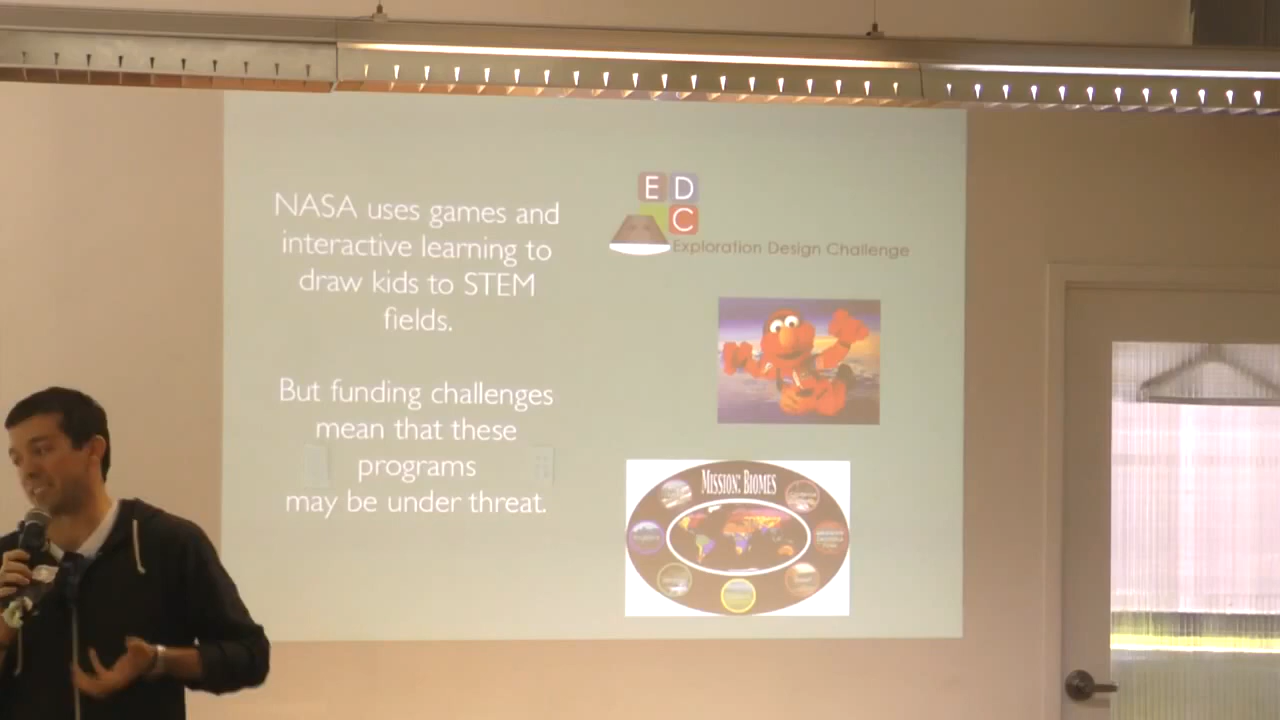 NASA uses games and
interactive learning to
draw kids to STEM
fields.
But funding challenges
mean that these
programs
may be under threat.
E D
C
Exploration Design Challenge
MISSION: BIOMES